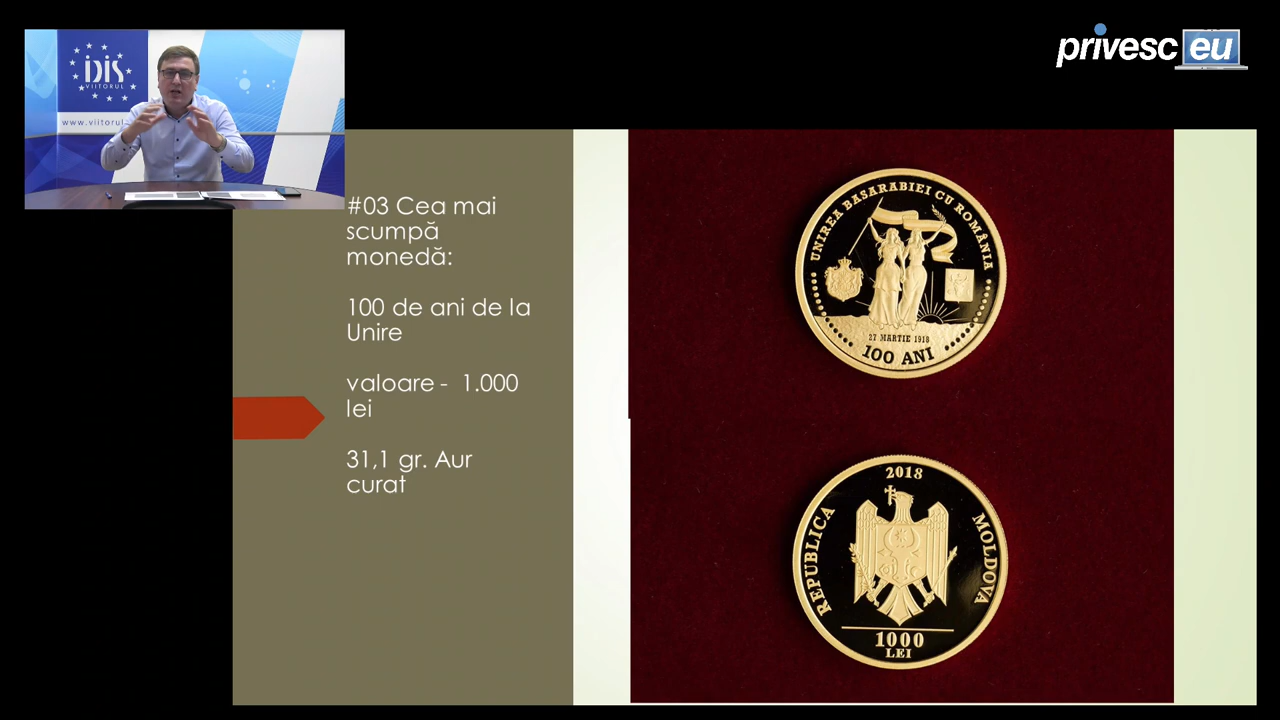 privesc eu
IDIS
VIITORUL
www.viitorul
#03 Cea mai
scumpă
monedă:
100 de ani de la
Unire
valoare - 1.000
lei
31,1 gr. Aur
curat
UNIREA BASARABIEI CU ROMÂNIA
27 MARTIE 1918
100 ANI
2018
REPUBLICA
MOLDOVA
1000
LEI